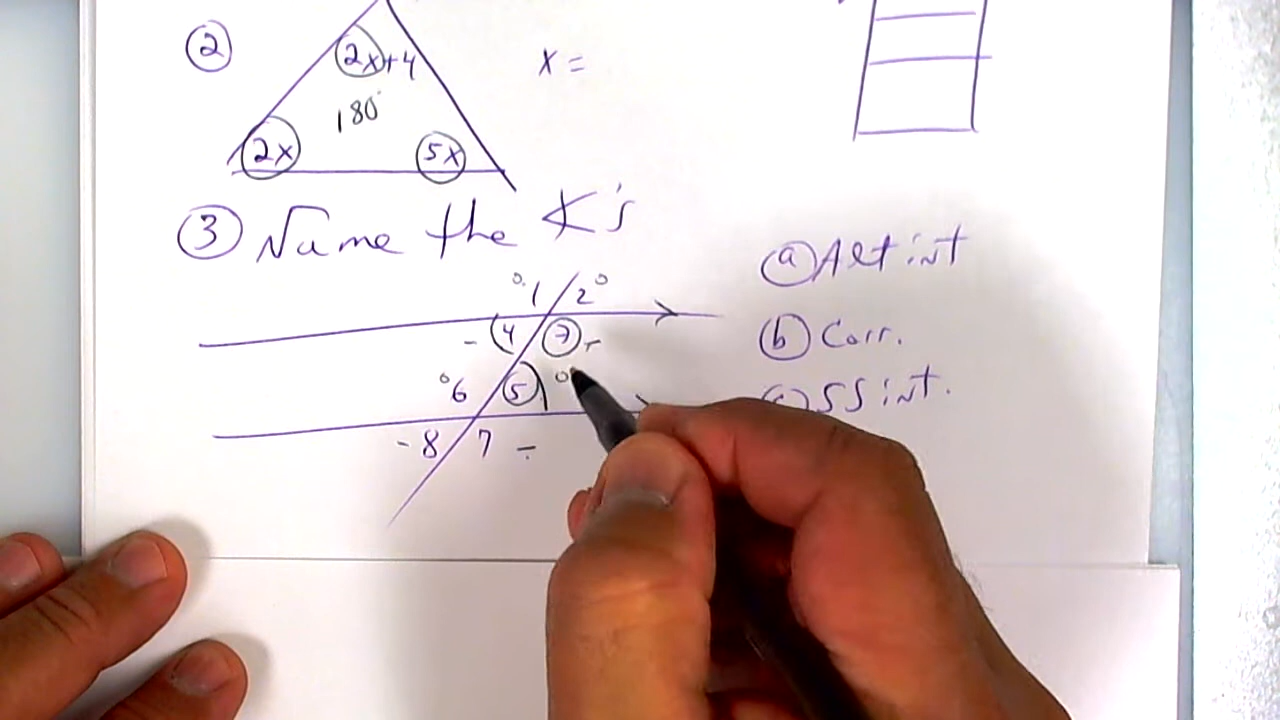 ② 2x+4 x =
180°
2x 5x
③ Name the ∡'s
ⓐ Alt int
° 1 2 °
- 4 3 -
ⓑ Corr.
° 6 5 °
ⓒ SS int.
- 8 7 -